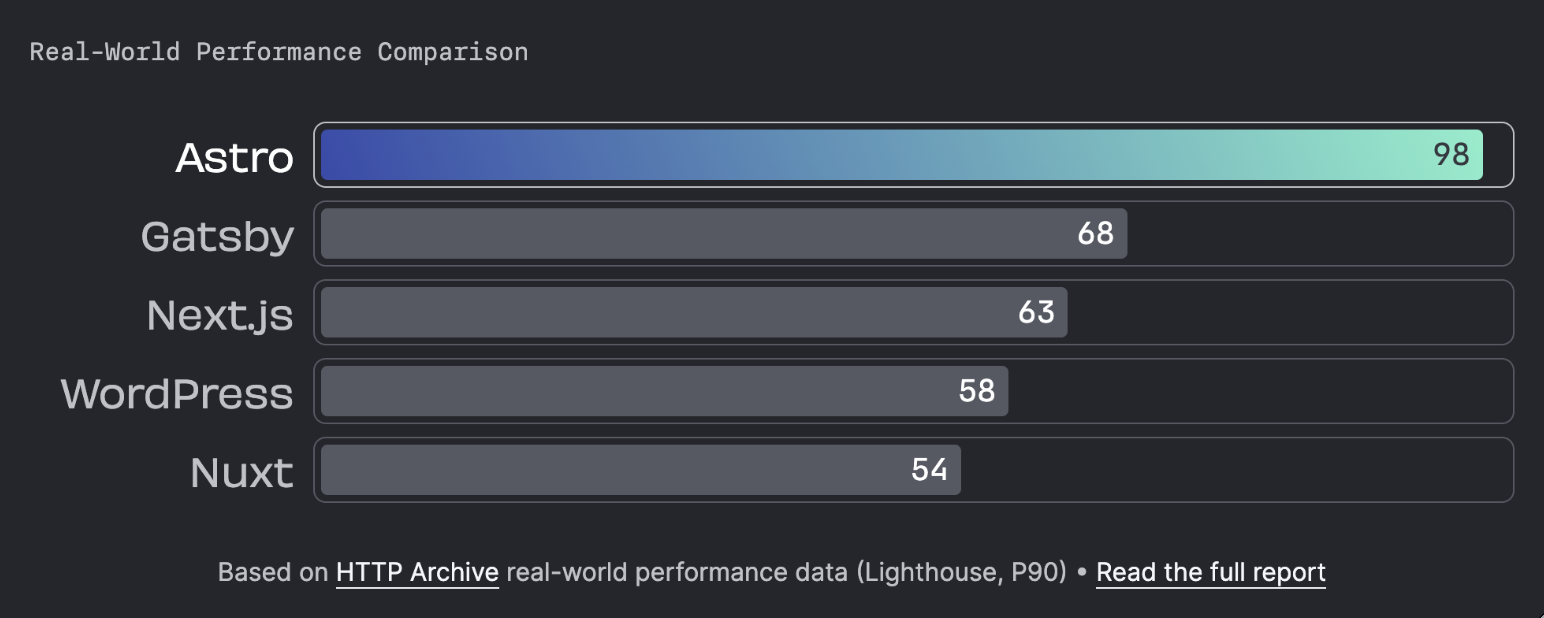 Real-World Performance Comparison
Astro 98
Gatsby 68
Next.js 63
WordPress 58
Nuxt 54
Based on HTTP Archive real-world performance data (Lighthouse, P90) • Read the full report